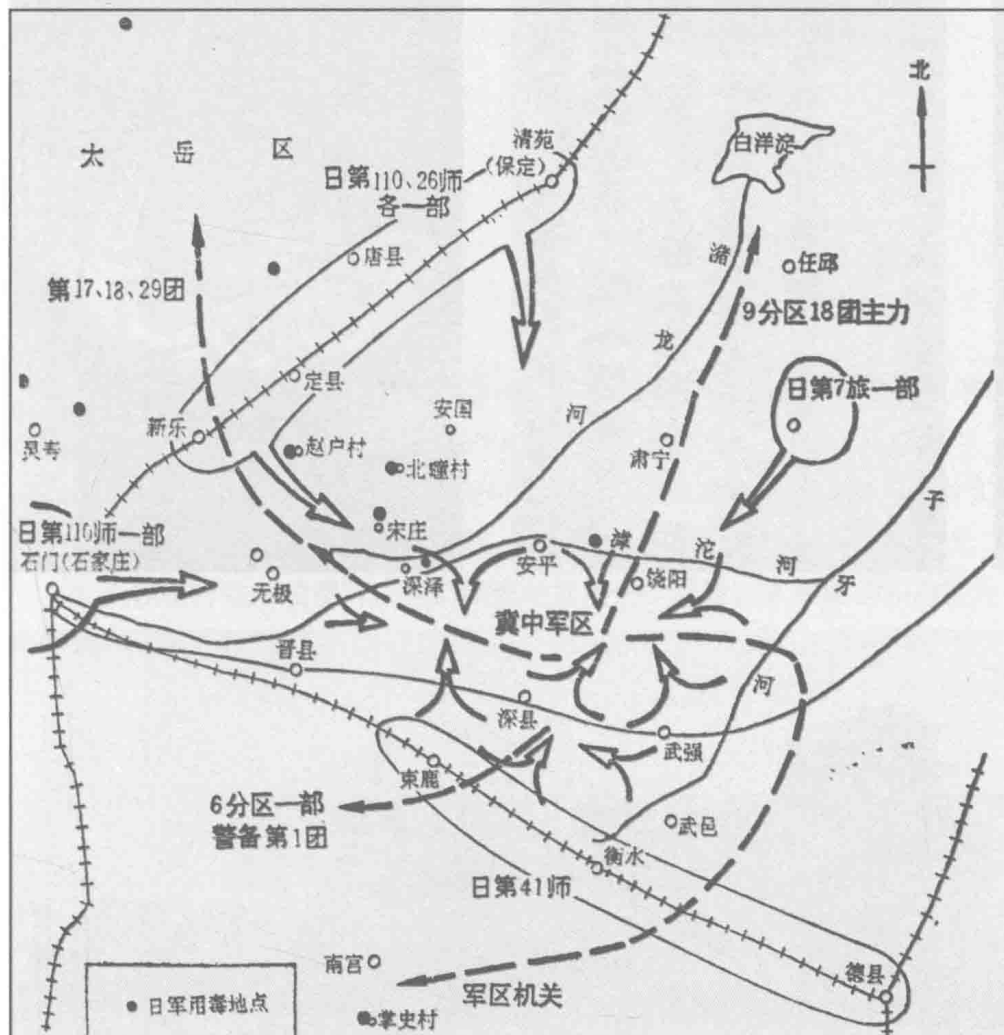 北
清苑
(保定)
白洋淀
太岳区
日第110、26师
各一部
唐县
潴
任邱
第17、18、29团
9分区18团主力
龙
定县
日第7旅一部
安国
河
新乐
灵寿
赵户村
肃宁
北疃村
子
日第110师一部
宋庄
石门(石家庄)
滹
沱
安平
河
牙
深泽
无极
饶阳
冀中军区
晋县
河
深县
武强
束鹿
6分区一部
武邑
警备第1团
衡水
日第41师
南宫
德县
军区机关
日军用毒地点
掌史村